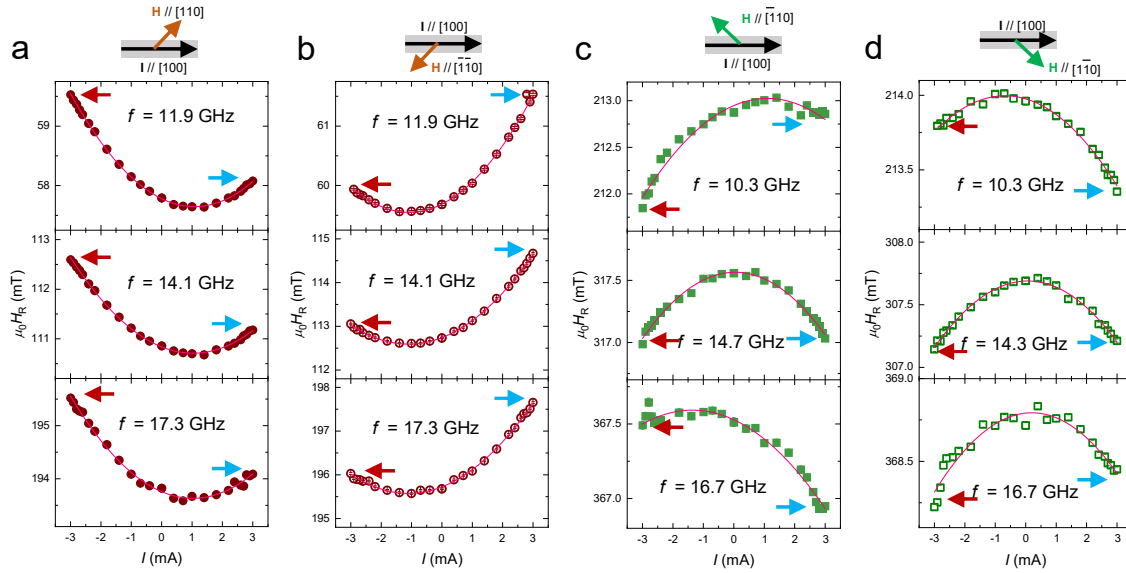 a
H // [110]
I // [100]
b
I // [100]
H // [1̄1̄0]
c
H // [1̄10]
I // [100]
d
I // [100]
H // [11̄0]
f = 11.9 GHz
59
58
f = 14.1 GHz
113
112
111
f = 17.3 GHz
195
194
μ0HR (mT)
-3 -2 -1 0 1 2 3
I (mA)
f = 11.9 GHz
61
60
f = 14.1 GHz
115
114
113
112
f = 17.3 GHz
198
197
196
195
μ0HR (mT)
-3 -2 -1 0 1 2 3
I (mA)
f = 10.3 GHz
213.0
212.5
212.0
f = 14.7 GHz
317.5
317.0
f = 16.7 GHz
367.5
367.0
μ0HR (mT)
-3 -2 -1 0 1 2 3
I (mA)
f = 10.3 GHz
214.0
213.5
f = 14.3 GHz
308.0
307.5
307.0
f = 16.7 GHz
369.0
368.5
μ0HR (mT)
-3 -2 -1 0 1 2 3
I (mA)